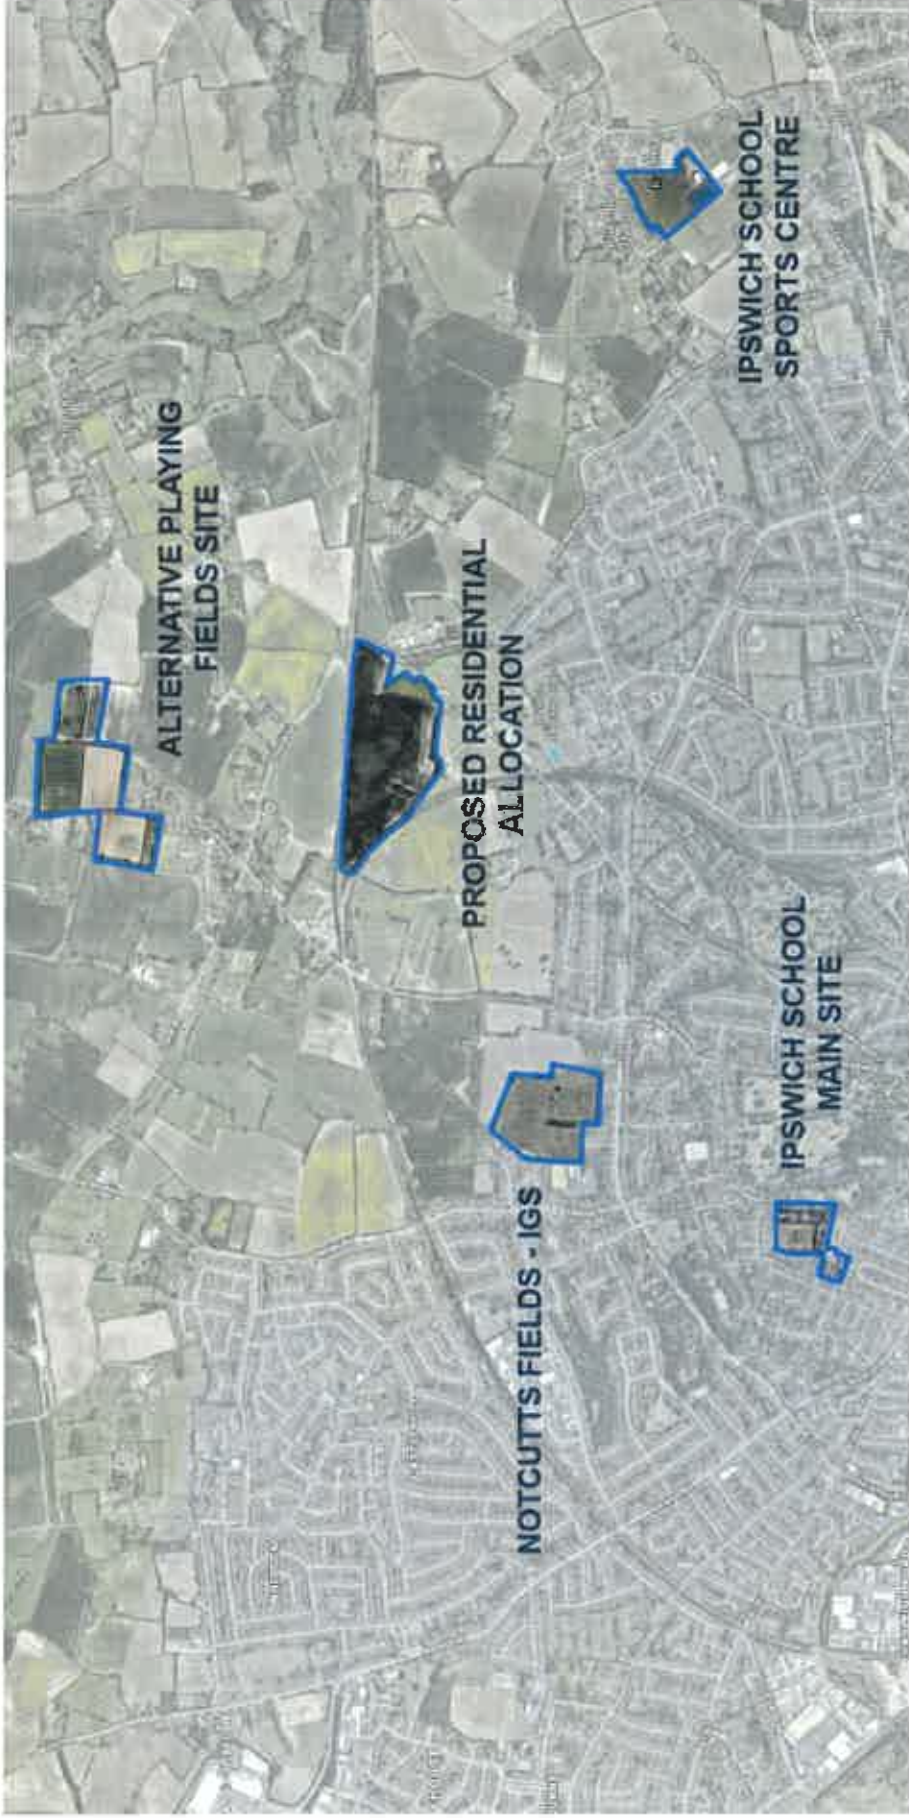 ALTERNATIVE PLAYING
FIELDS SITE
PROPOSED RESIDENTIAL
ALLOCATION
IPSWICH SCHOOL
SPORTS CENTRE
NOTCUTTS FIELDS - IGS
IPSWICH SCHOOL
MAIN SITE